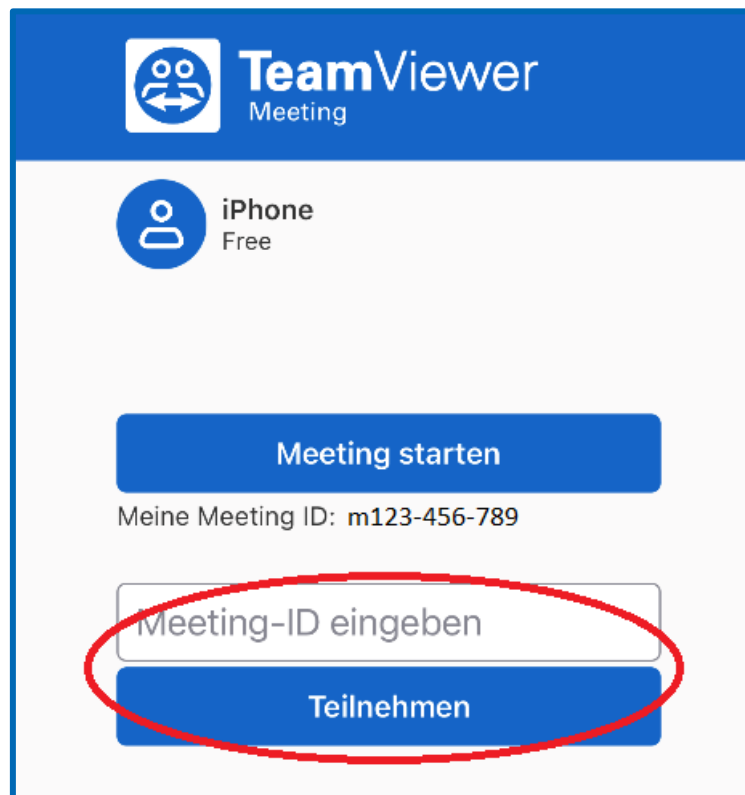 TeamViewer
Meeting
iPhone
Free
Meeting starten
Meine Meeting ID: m123-456-789
Meeting-ID eingeben
Teilnehmen